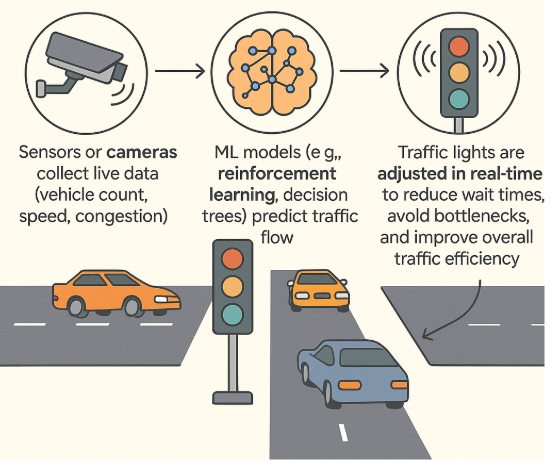 Sensors or cameras
collect live data
(vehicle count,
speed, congestion)
ML models (e g.,
reinforcement
learning, decision
trees) predict traffic
flow
Traffic lights are
adjusted in real-time
to reduce wait times,
avoid bottlenecks,
and improve overall
traffic efficiency